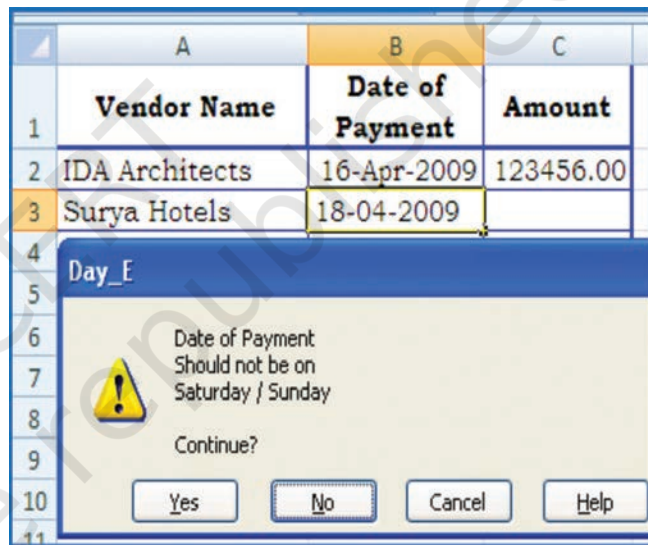 A B C
1 Vendor Name Date of Payment Amount
2 IDA Architects 16-Apr-2009 123456.00
3 Surya Hotels 18-04-2009
4
Day_E
5
6 Date of Payment
Should not be on
7 Saturday / Sunday
8
9 Continue?
10 Yes No Cancel Help
11